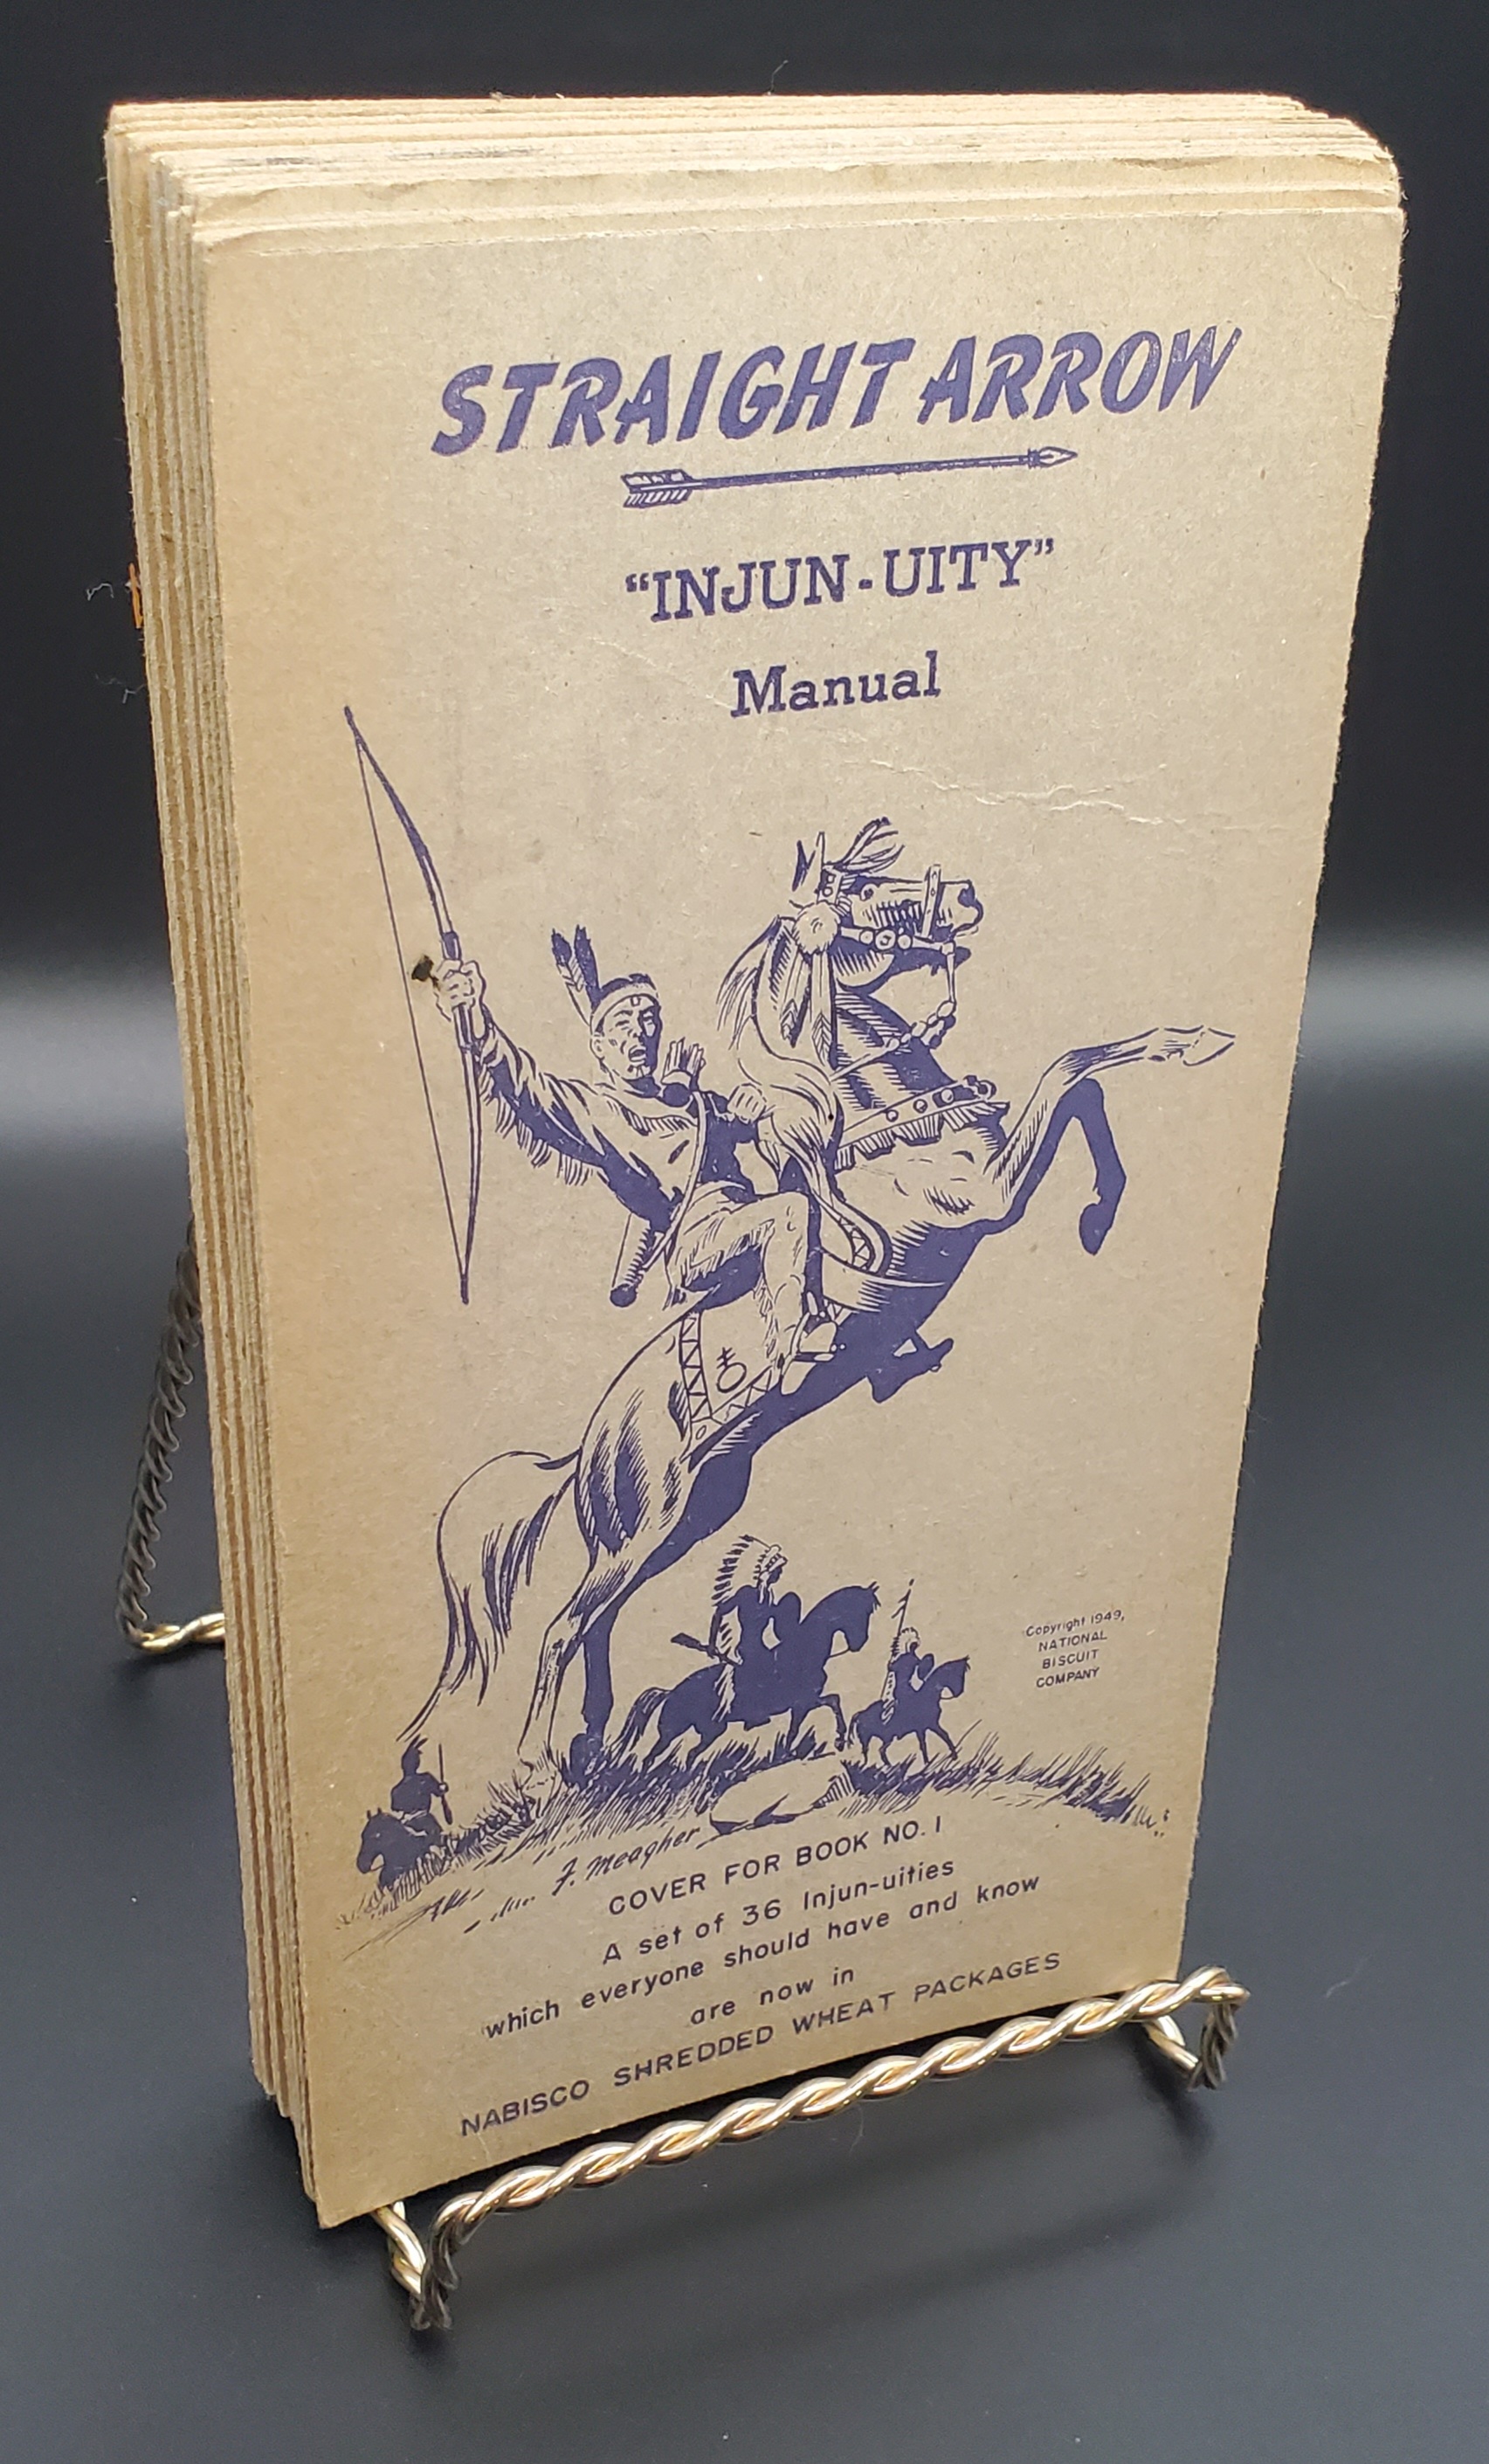 STRAIGHT ARROW
"INJUN-UITY"
Manual
Copyright 1949,
NATIONAL
BISCUIT
COMPANY
F. Meagher
COVER FOR BOOK NO. 1
A set of 36 Injun-uities
which everyone should have and know
are now in
NABISCO SHREDDED WHEAT PACKAGES